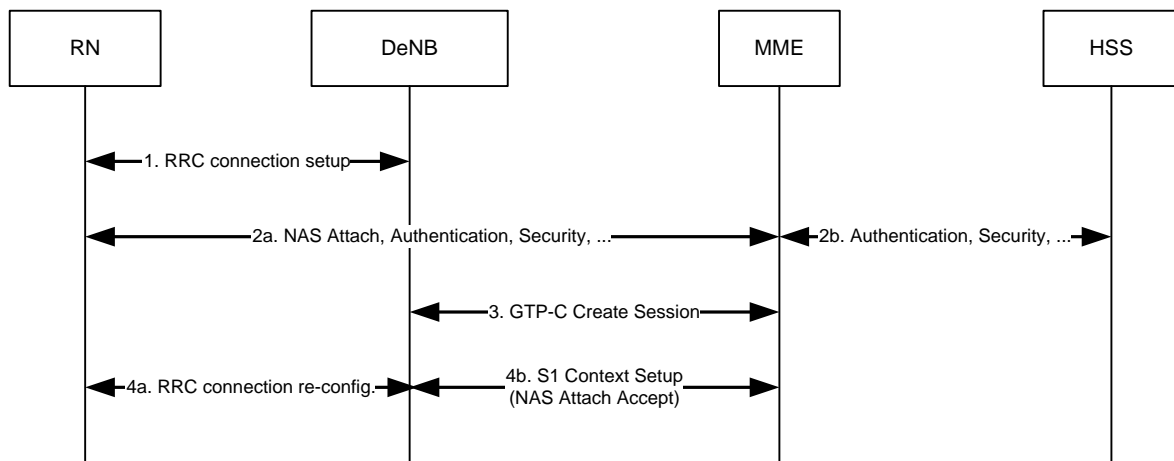 RN
DeNB
MME
HSS
1. RRC connection setup
2a. NAS Attach, Authentication, Security, ...
2b. Authentication, Security, ...
3. GTP-C Create Session
4a. RRC connection re-config.
4b. S1 Context Setup
(NAS Attach Accept)